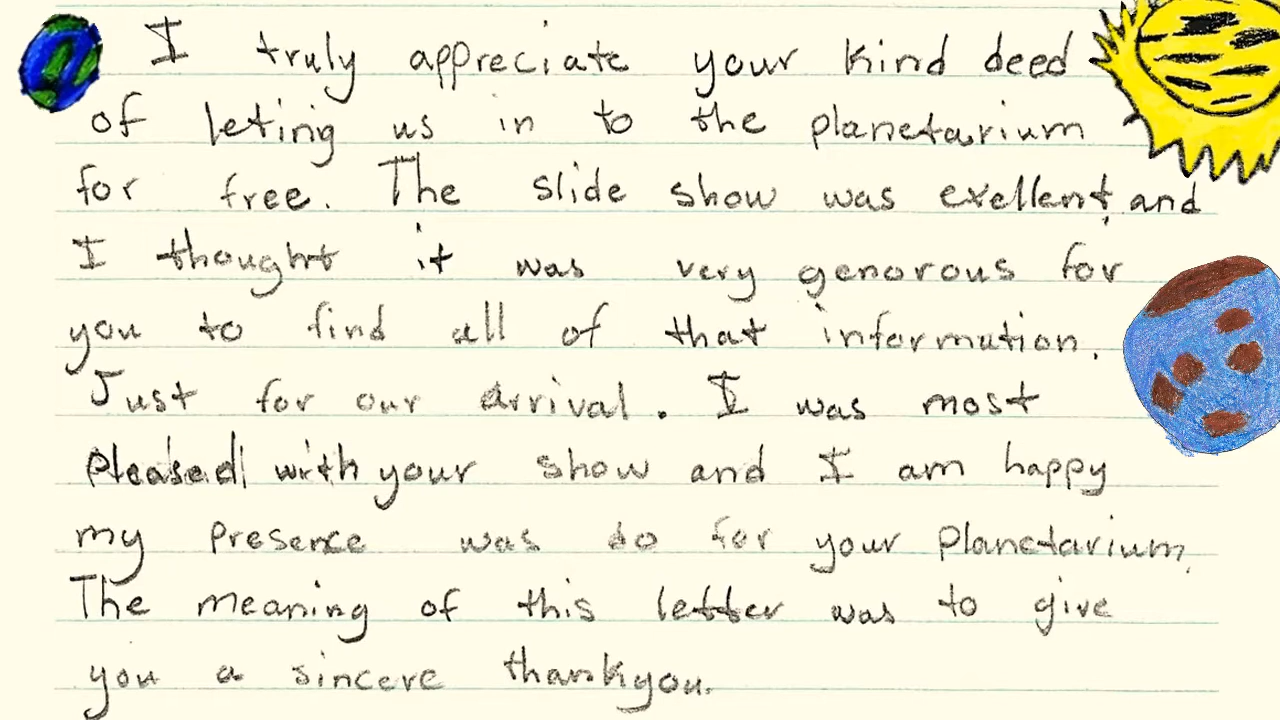 I truly appreciate your kind deed
of leting us in to the planetarium
for free. The slide show was exellent, and
I thought it was very generous for
you to find all of that information.
Just for our arrival. I was most
pleased with your show and I am happy
my presence was do for your planetarium.
The meaning of this letter was to give
you a sincere thankyou.